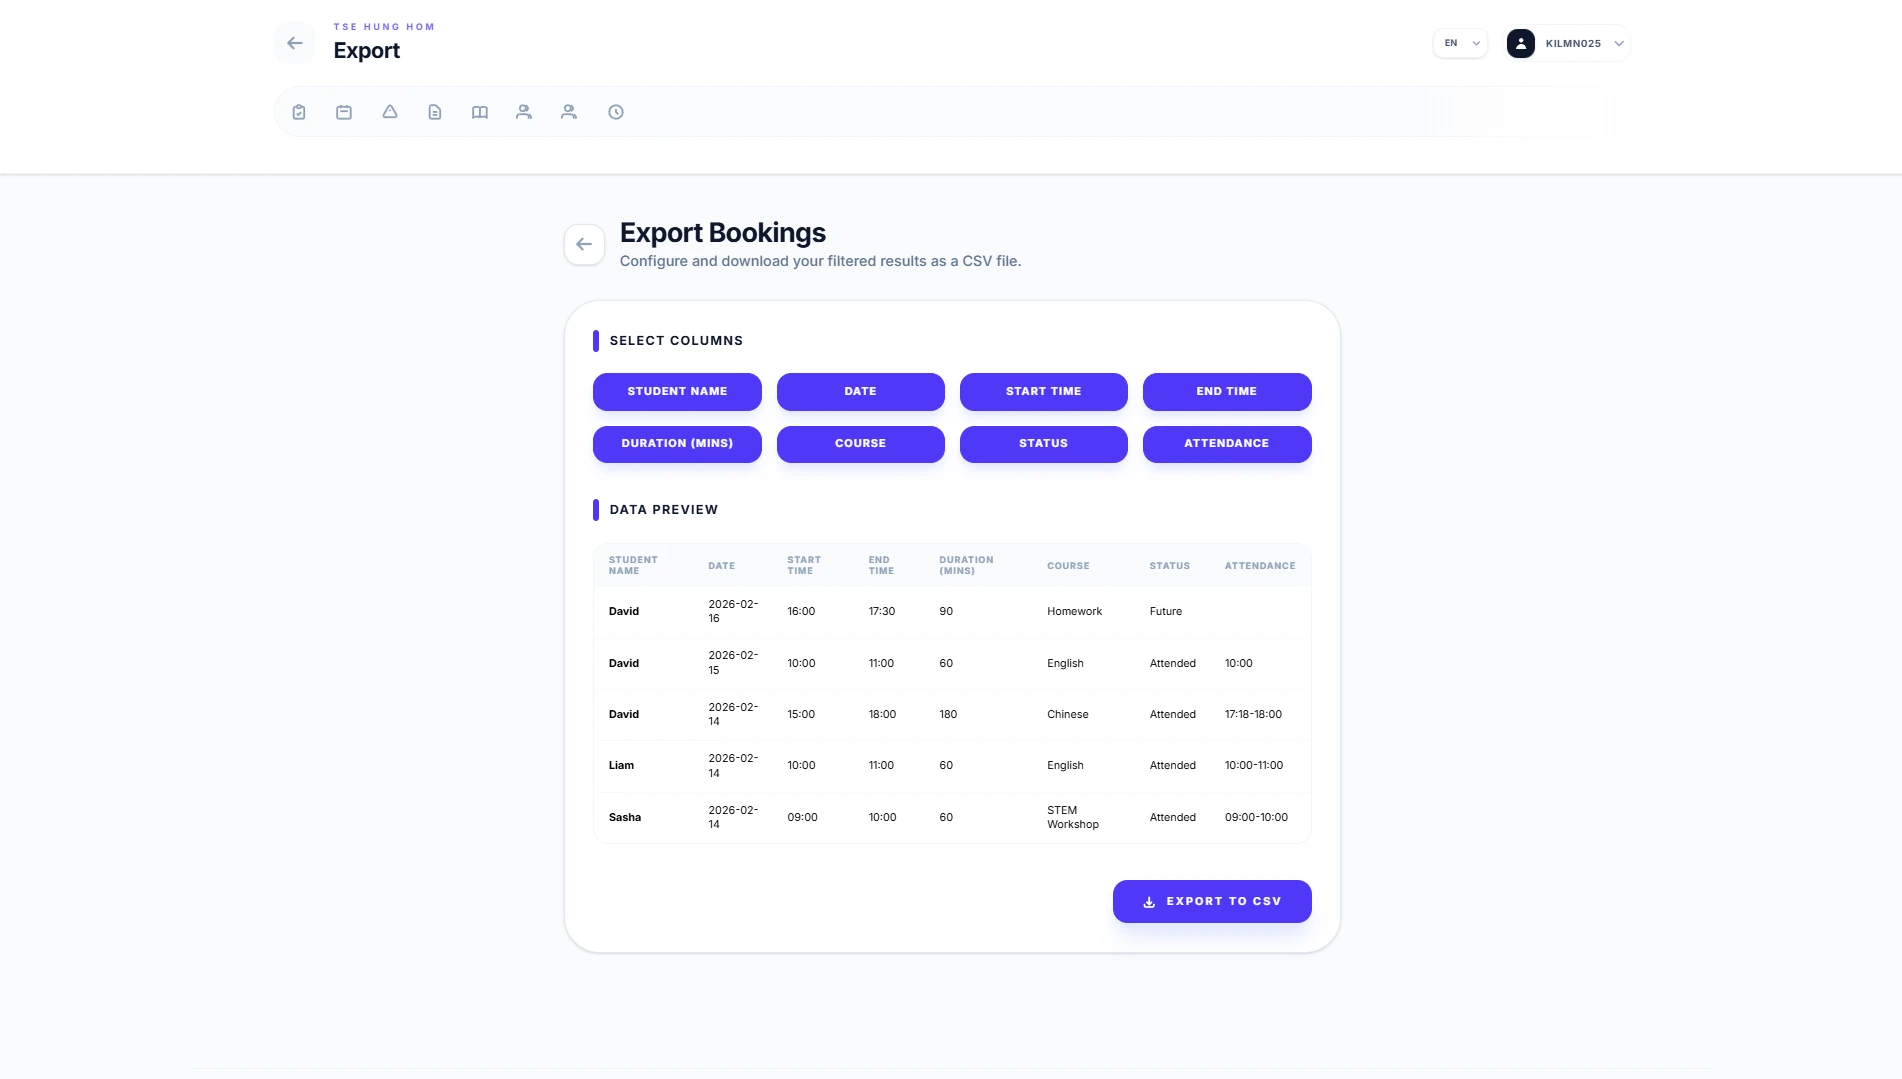 TSE HUNG HOM
Export
EN
KILMN025
Export Bookings
Configure and download your filtered results as a CSV file.
SELECT COLUMNS
STUDENT NAME DATE START TIME END TIME
DURATION (MINS) COURSE STATUS ATTENDANCE
DATA PREVIEW
STUDENT NAME DATE START TIME END TIME DURATION (MINS) COURSE STATUS ATTENDANCE
David 2026-02-16 16:00 17:30 90 Homework Future
David 2026-02-15 10:00 11:00 60 English Attended 10:00
David 2026-02-14 15:00 18:00 180 Chinese Attended 17:18-18:00
Liam 2026-02-14 10:00 11:00 60 English Attended 10:00-11:00
Sasha 2026-02-14 09:00 10:00 60 STEM Workshop Attended 09:00-10:00
EXPORT TO CSV